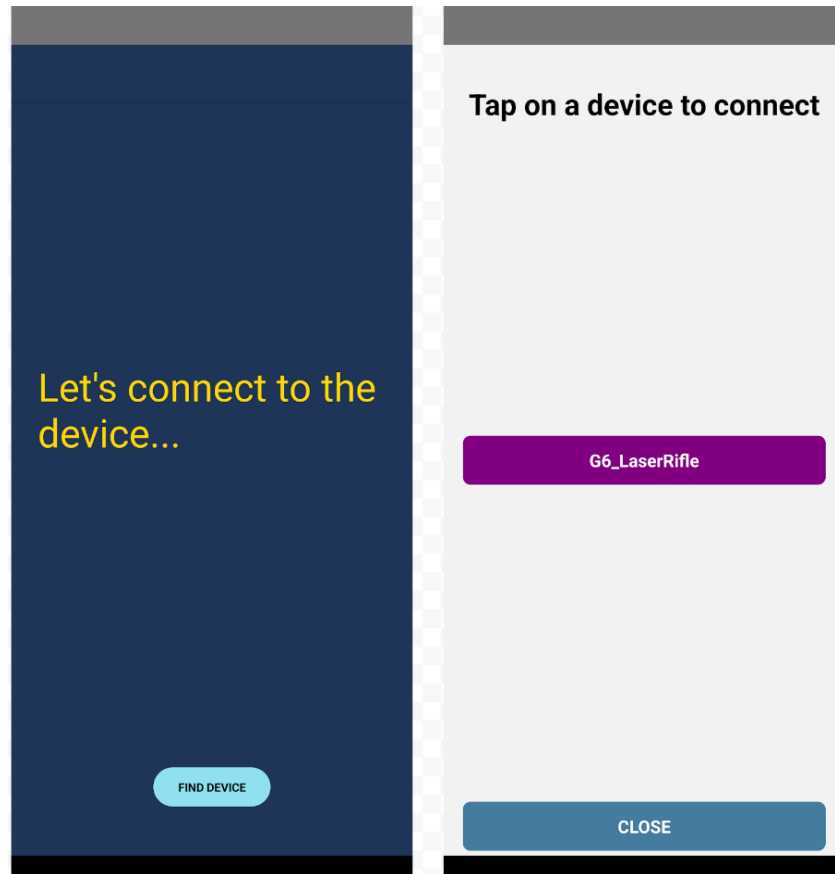 Let's connect to the
device...
FIND DEVICE
Tap on a device to connect
G6_LaserRifle
CLOSE